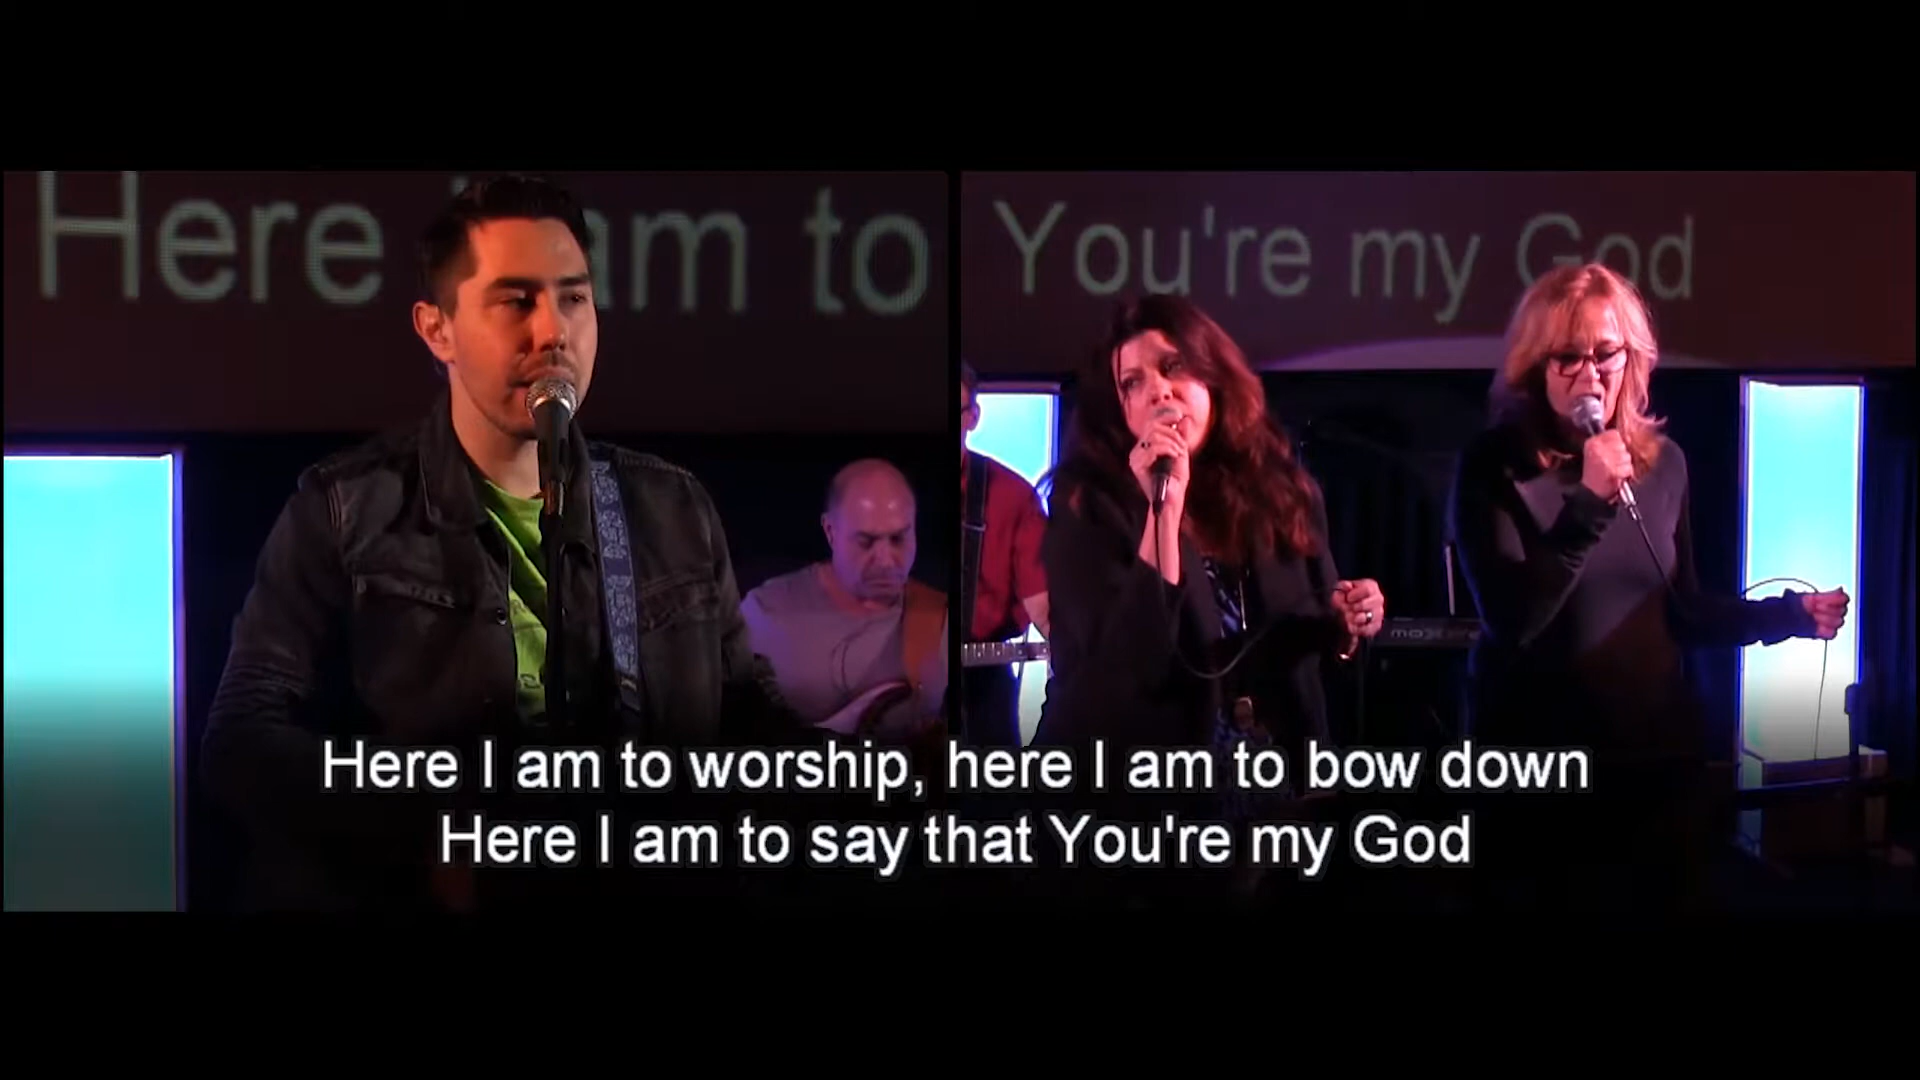 Here I am to
You're my God
Here I am to worship, here I am to bow down
Here I am to say that You're my God